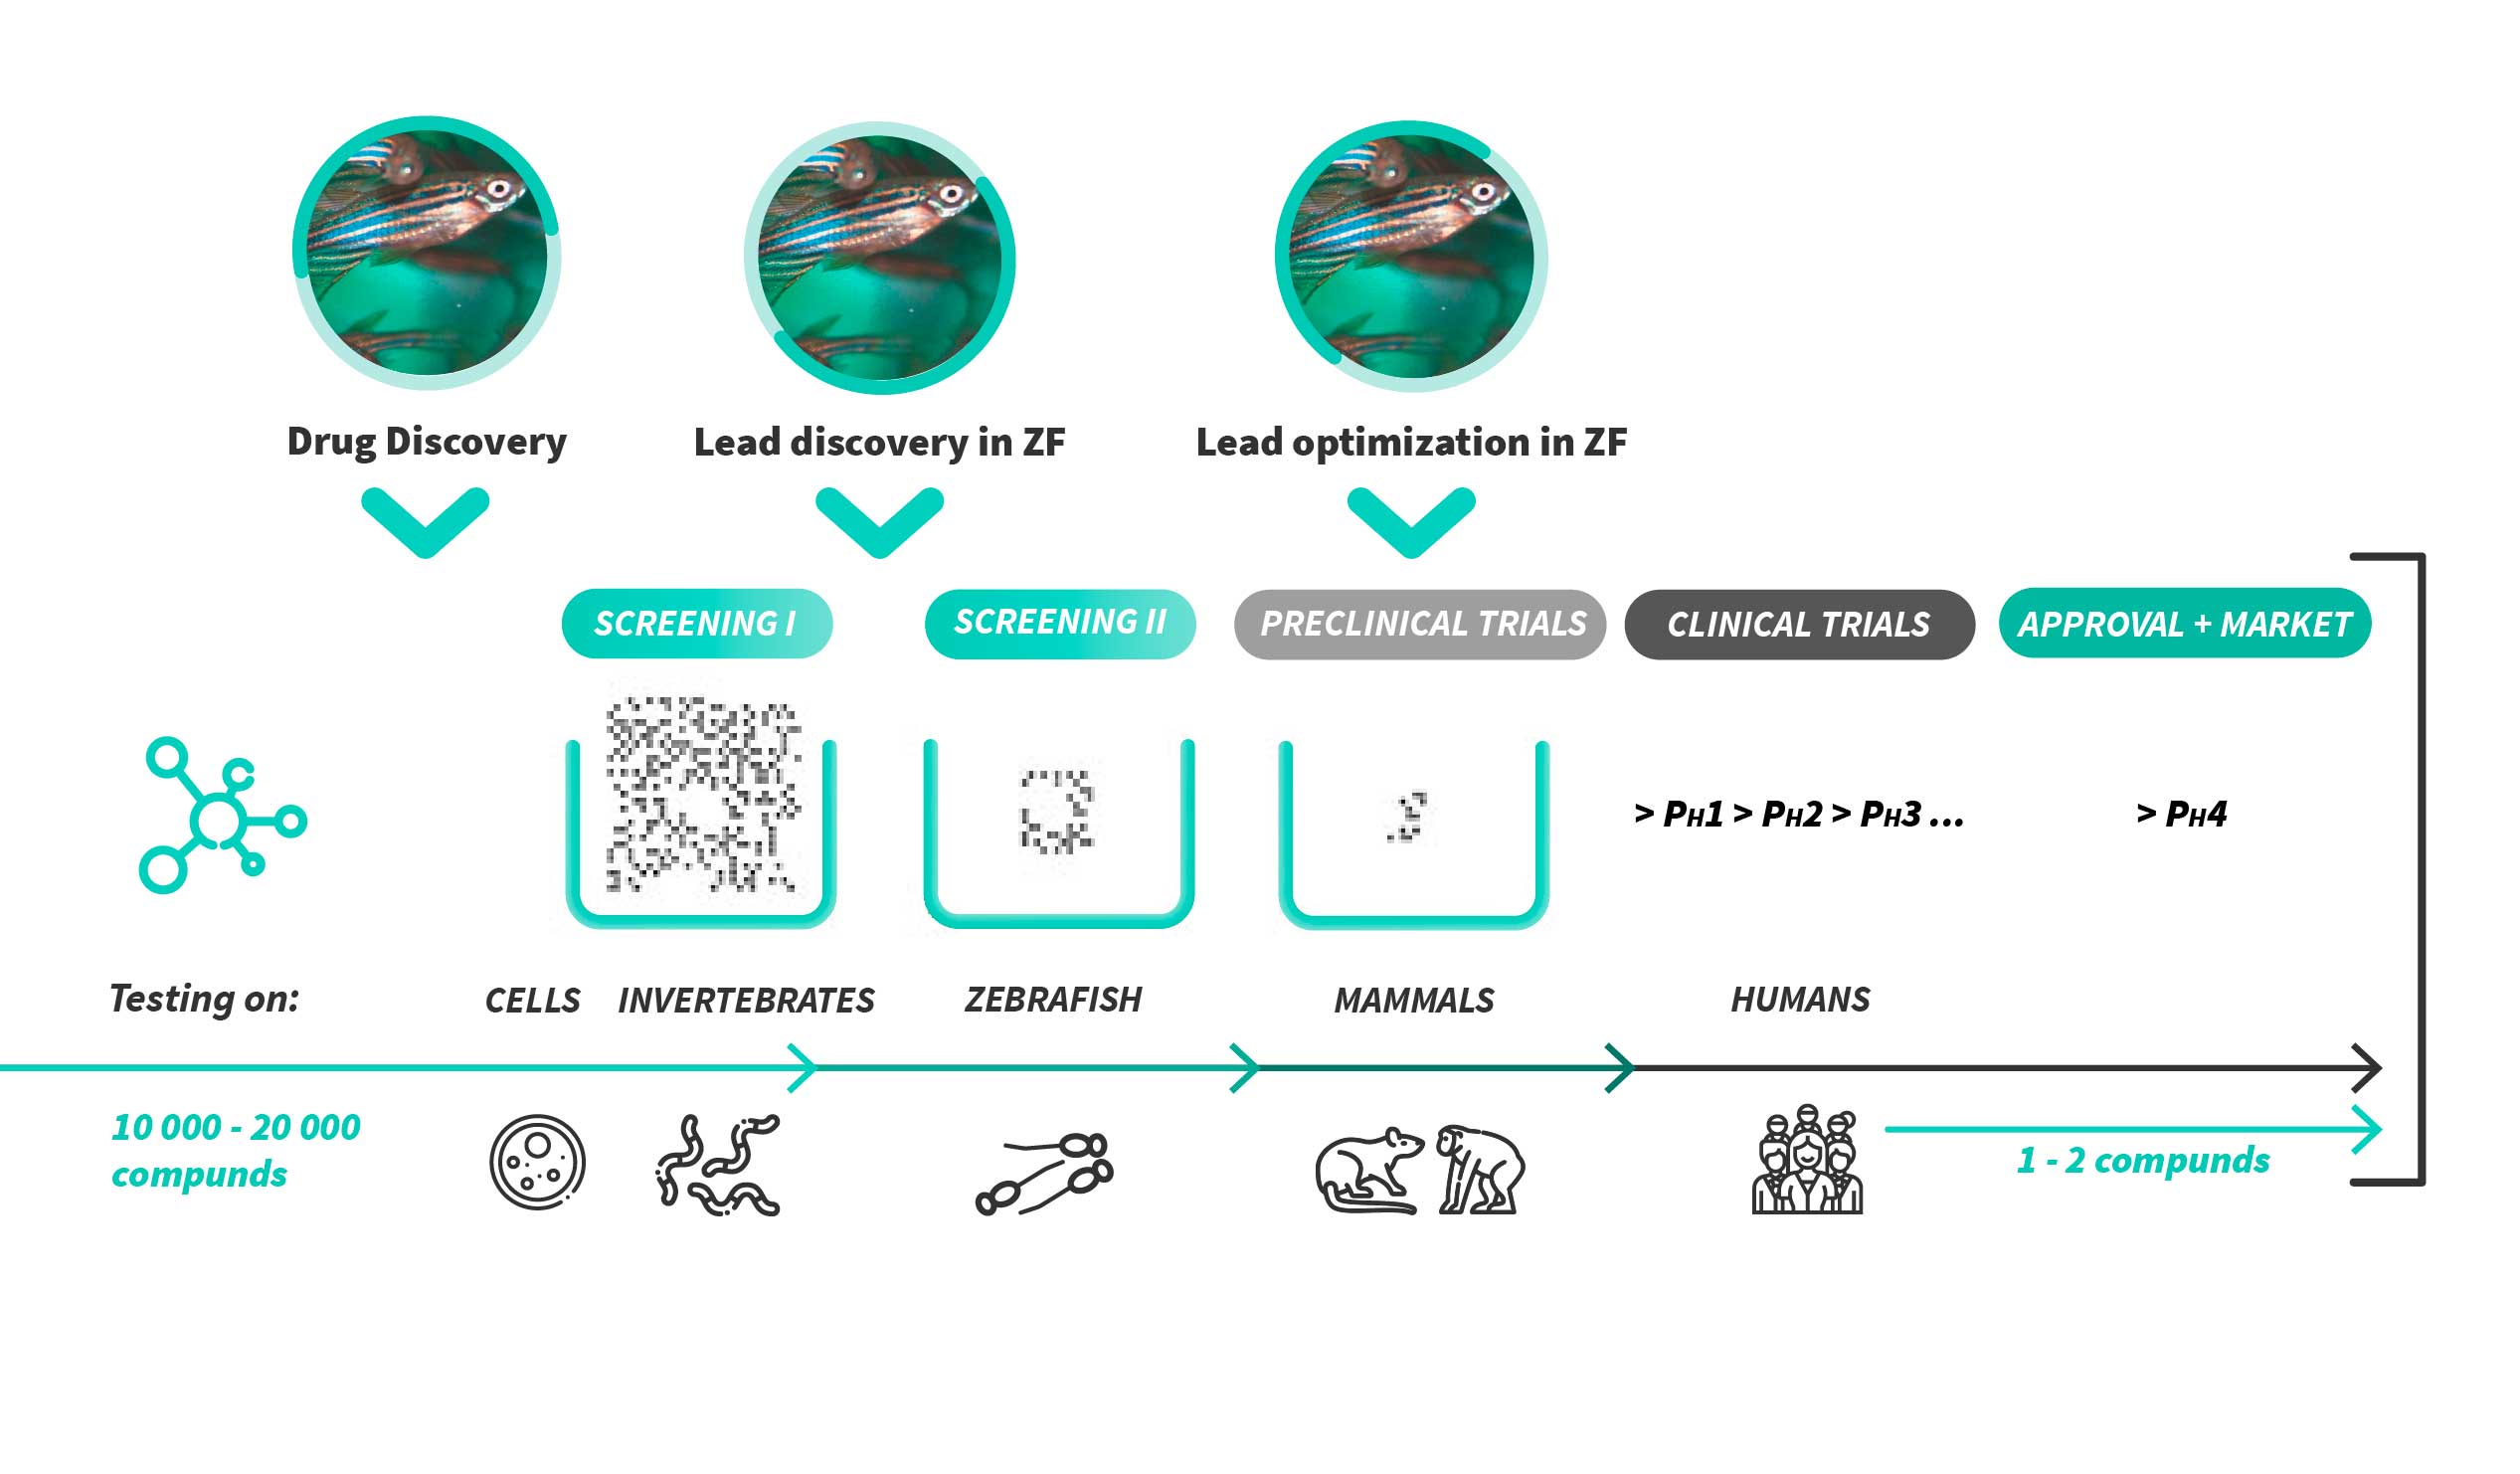 Drug Discovery
Lead discovery in ZF
Lead optimization in ZF
SCREENING I
SCREENING II
PRECLINICAL TRIALS
CLINICAL TRIALS
APPROVAL + MARKET
> PH1 > PH2 > PH3 ...
> PH4
Testing on:
CELLS
INVERTEBRATES
ZEBRAFISH
MAMMALS
HUMANS
10 000 - 20 000
compunds
1 - 2 compunds